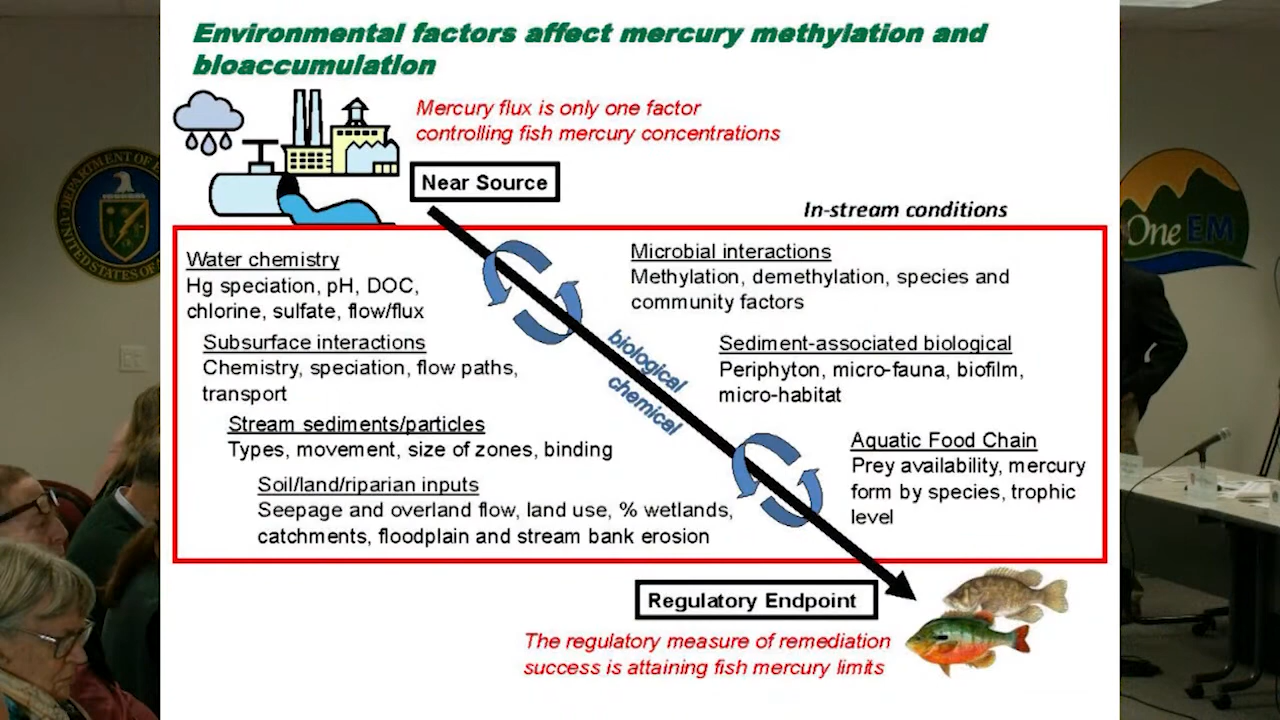 Environmental factors affect mercury methylation and
bioaccumulation
Mercury flux is only one factor
controlling fish mercury concentrations
Near Source
In-stream conditions
Water chemistry
Hg speciation, pH, DOC,
chlorine, sulfate, flow/flux
Subsurface interactions
Chemistry, speciation, flow paths,
transport
Stream sediments/particles
Types, movement, size of zones, binding
Soil/land/riparian inputs
Seepage and overland flow, land use, % wetlands,
catchments, floodplain and stream bank erosion
biological
chemical
Microbial interactions
Methylation, demethylation, species and
community factors
Sediment-associated biological
Periphyton, micro-fauna, biofilm,
micro-habitat
Aquatic Food Chain
Prey availability, mercury
form by species, trophic
level
Regulatory Endpoint
The regulatory measure of remediation
success is attaining fish mercury limits
DEPARTMENT OF
UNITED STATES OF
One EM